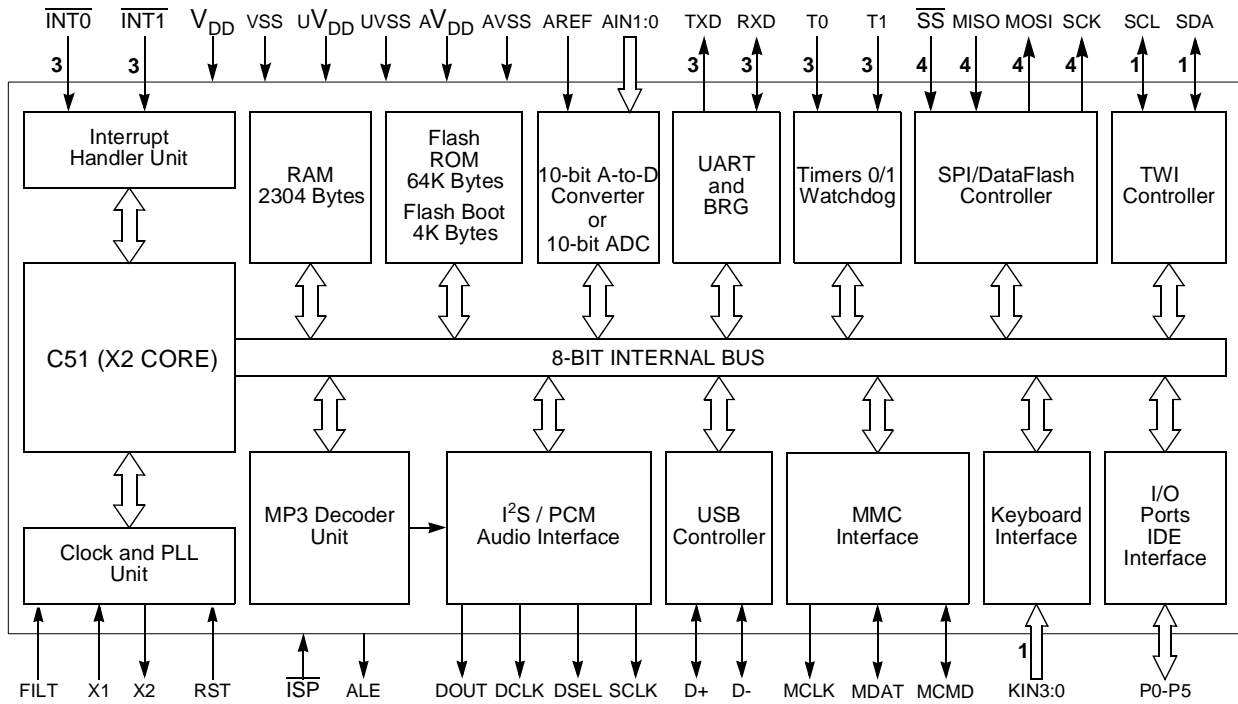 INT0 INT1 VDD VSS UVDD UVSS AVDD AVSS AREF AIN1:0 TXD RXD T0 T1 SS MISO MOSI SCK SCL SDA
3 3 3 3 3 3 4 4 4 4 1 1
Interrupt
Handler Unit
RAM
2304 Bytes
Flash
ROM
64K Bytes
Flash Boot
4K Bytes
10-bit A-to-D
Converter
or
10-bit ADC
UART
and
BRG
Timers 0/1
Watchdog
SPI/DataFlash
Controller
TWI
Controller
C51 (X2 CORE)
8-BIT INTERNAL BUS
Clock and PLL
Unit
MP3 Decoder
Unit
I2S / PCM
Audio Interface
USB
Controller
MMC
Interface
Keyboard
Interface
I/O
Ports
IDE
Interface
1
FILT X1 X2 RST ISP ALE DOUT DCLK DSEL SCLK D+ D- MCLK MDAT MCMD KIN3:0 P0-P5